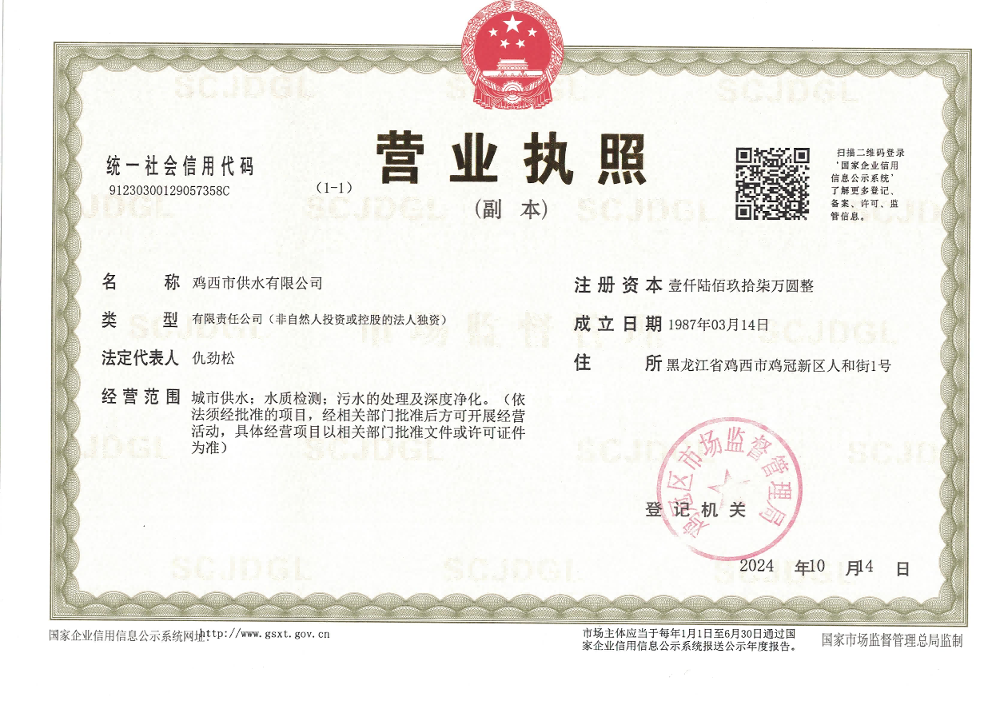 营业执照
(副 本)
(1-1)
统一社会信用代码
91230300129057358C
扫描二维码登录
‘国家企业信用
信息公示系统’
了解更多登记、
备案、许可、监
管信息。
名 称 鸡西市供水有限公司
类 型 有限责任公司（非自然人投资或控股的法人独资）
法定代表人 仇劲松
经营范围 城市供水；水质检测；污水的处理及深度净化。（依
法须经批准的项目，经相关部门批准后方可开展经营
活动，具体经营项目以相关部门批准文件或许可证件
为准）
注册资本 壹仟陆佰玖拾柒万圆整
成立日期 1987年03月14日
住 所 黑龙江省鸡西市鸡冠新区人和街1号
鸡冠区市场监督管理局
登记机关
2024 年10 月14 日
国家企业信用信息公示系统网址：http://www.gsxt.gov.cn
市场主体应当于每年1月1日至6月30日通过国
家企业信用信息公示系统报送公示年度报告。
国家市场监督管理总局监制
SCJDGL
市场监督管理